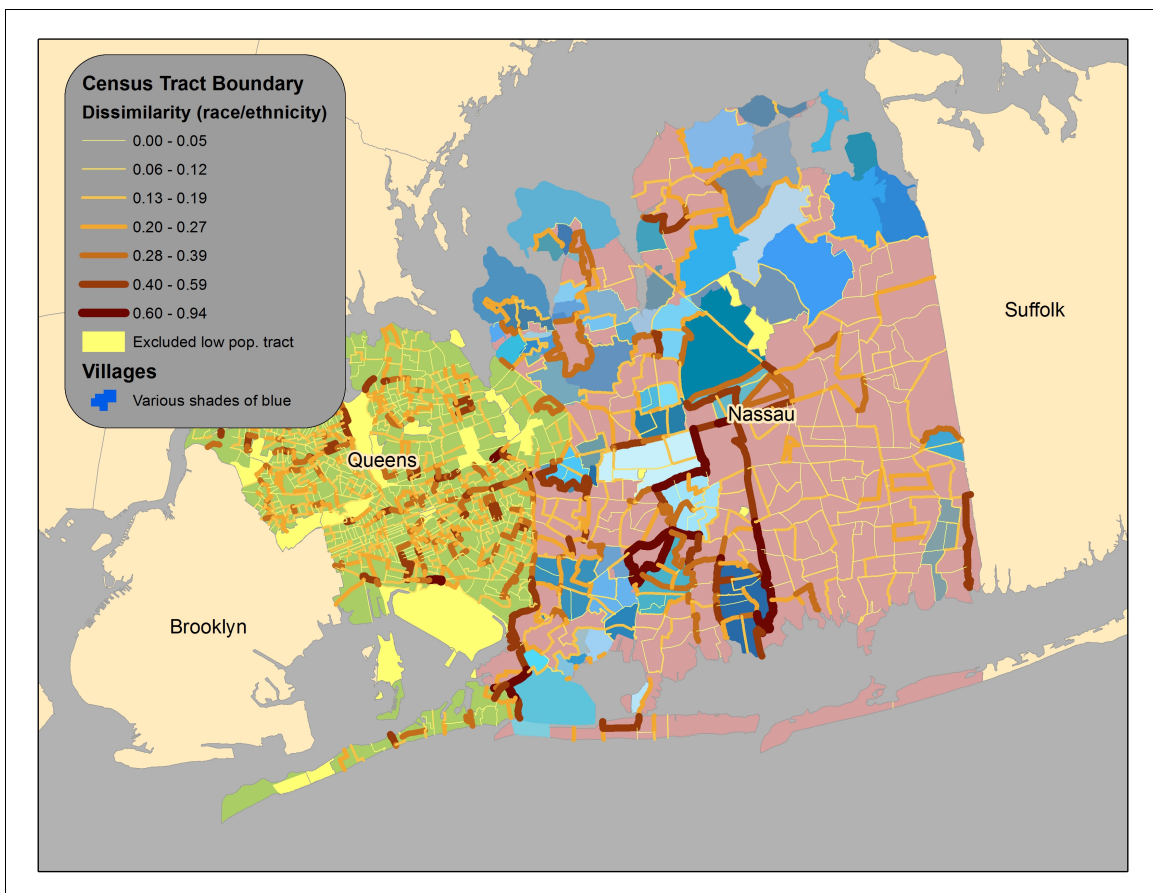 Census Tract Boundary
Dissimilarity (race/ethnicity)
0.00 - 0.05
0.06 - 0.12
0.13 - 0.19
0.20 - 0.27
0.28 - 0.39
0.40 - 0.59
0.60 - 0.94
Excluded low pop. tract
Villages
Various shades of blue
Suffolk
Nassau
Queens
Brooklyn